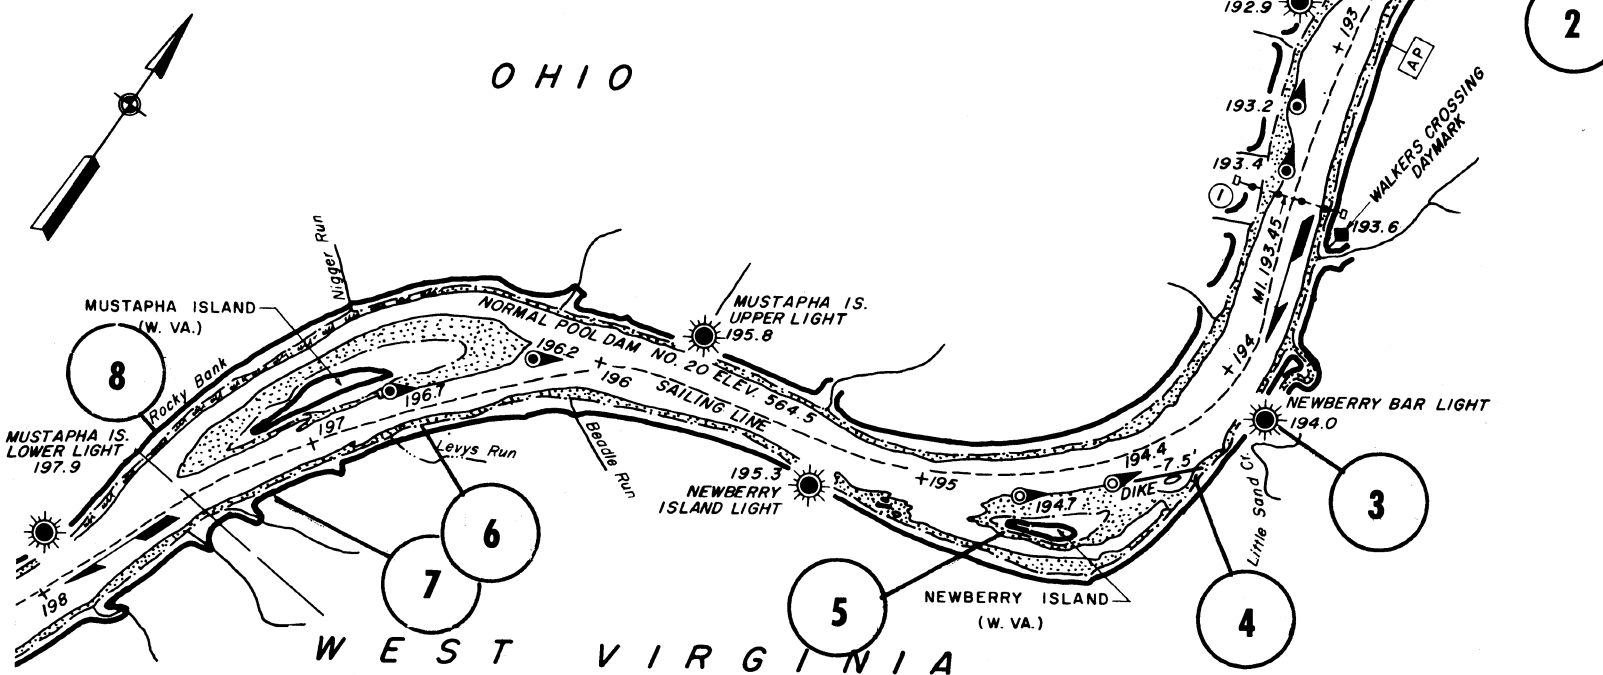 192.9
193
2
OHIO
AP
193.2
WALKERS CROSSING
DAYMARK
193.4
1
193.6
MI. 193.45
Nigger Run
MUSTAPHA ISLAND
(W. VA.)
NORMAL POOL DAM NO. 20 ELEV. 564.5
MUSTAPHA IS.
UPPER LIGHT
195.8
194
8
196.2
196
SAILING LINE
Rocky Bank
196.7
197
NEWBERRY BAR LIGHT
194.0
MUSTAPHA IS.
LOWER LIGHT
197.9
Levys Run
Beadle Run
195.3
NEWBERRY
ISLAND LIGHT
195
194.4
-7.5'
DIKE
194.7
Little Sand Cr.
3
6
7
5
4
NEWBERRY ISLAND
(W. VA.)
198
WEST VIRGINIA